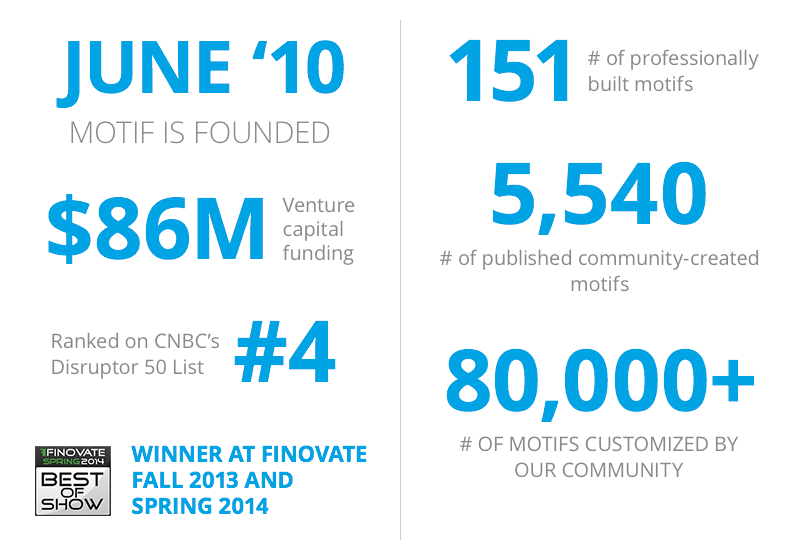 JUNE ‘10
MOTIF IS FOUNDED
$86M
Venture
capital
funding
Ranked on CNBC’s
Disruptor 50 List
#4
FINOVATE
SPRING 2014
BEST
OF
SHOW
WINNER AT FINOVATE
FALL 2013 AND
SPRING 2014
151
# of professionally
built motifs
5,540
# of published community-created
motifs
80,000+
# OF MOTIFS CUSTOMIZED BY
OUR COMMUNITY